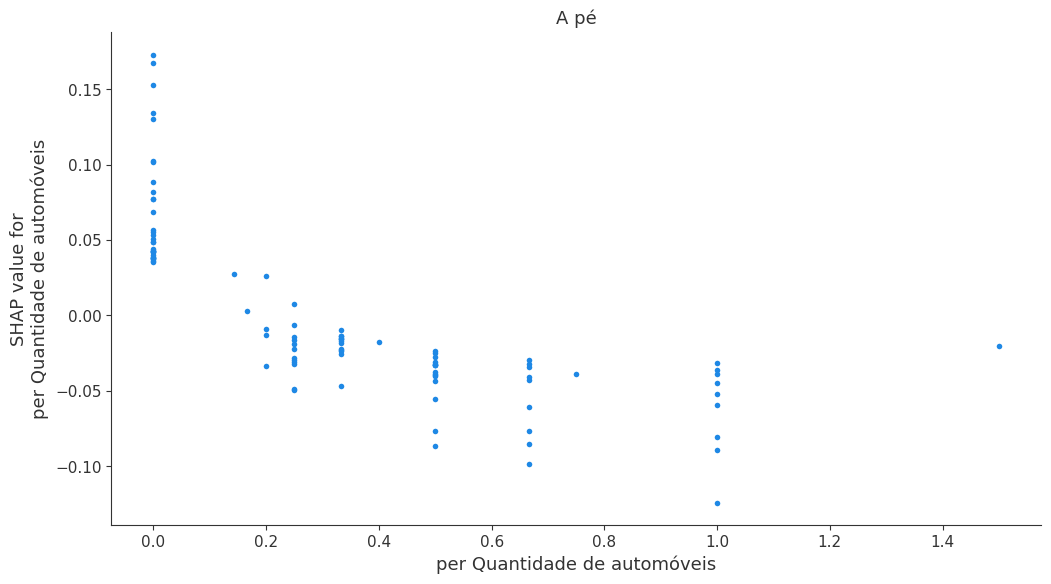 A pé
SHAP value for
per Quantidade de automóveis
0.15
0.10
0.05
0.00
−0.05
−0.10
0.0 0.2 0.4 0.6 0.8 1.0 1.2 1.4
per Quantidade de automóveis